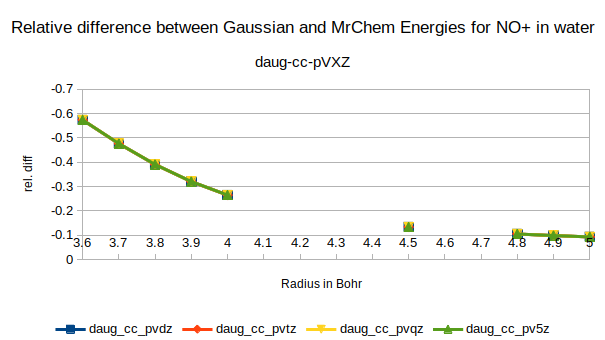 Relative difference between Gaussian and MrChem Energies for NO+ in water
daug-cc-pVXZ
-0.7
-0.6
-0.5
-0.4
-0.3
-0.2
-0.1
0
rel. diff
3.6 3.7 3.8 3.9 4 4.1 4.2 4.3 4.4 4.5 4.6 4.7 4.8 4.9 5
Radius in Bohr
daug_cc_pvdz daug_cc_pvtz daug_cc_pvqz daug_cc_pv5z